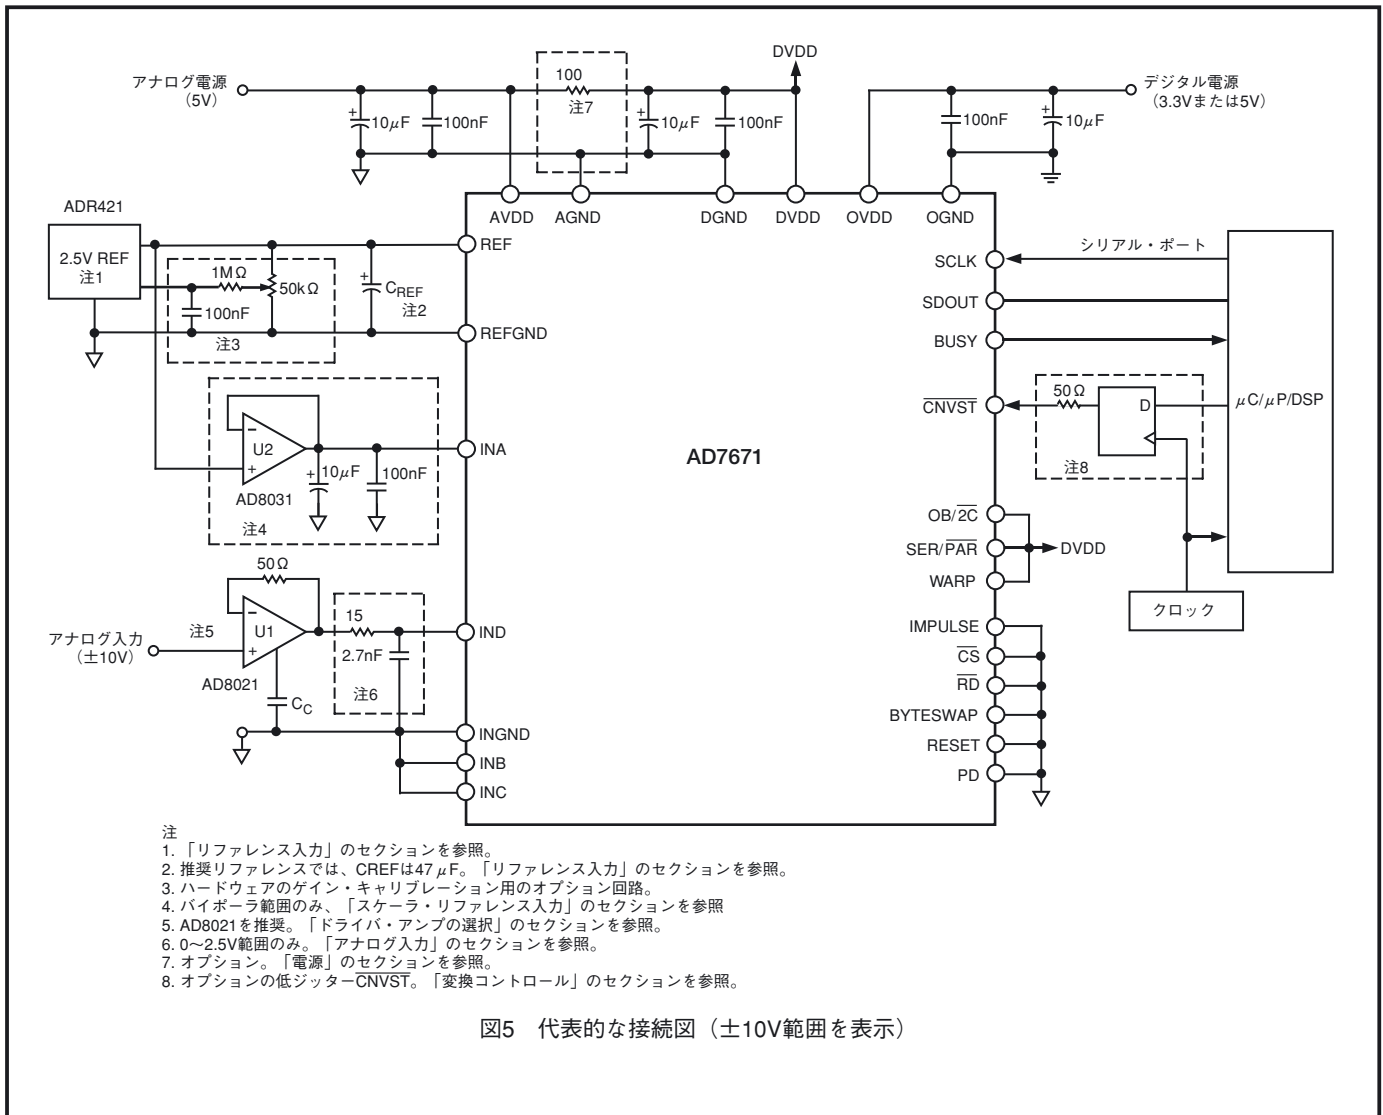 DVDD
アナログ電源
(5V)
100
注7
10μF
100nF
10μF
100nF
デジタル電源
(3.3Vまたは5V)
100nF
10μF
ADR421
AVDD
AGND
DGND
DVDD
OVDD
OGND
2.5V REF
注1
REF
1MΩ
50kΩ
100nF
注3
CREF
注2
REFGND
シリアル・ポート
SCLK
SDOUT
BUSY
CNVST
50Ω
D
注8
μC/μP/DSP
U2
AD8031
注4
10μF
100nF
INA
AD7671
OB/2C
SER/PAR
WARP
DVDD
クロック
50Ω
アナログ入力
(±10V)
注5
U1
AD8021
CC
15
2.7nF
注6
IND
INGND
INB
INC
IMPULSE
CS
RD
BYTESWAP
RESET
PD
注
1. 「リファレンス入力」のセクションを参照。
2. 推奨リファレンスでは、CREFは47μF。「リファレンス入力」のセクションを参照。
3. ハードウェアのゲイン・キャリブレーション用のオプション回路。
4. バイポーラ範囲のみ、「スケーラ・リファレンス入力」のセクションを参照
5. AD8021を推奨。「ドライバ・アンプの選択」のセクションを参照。
6. 0〜2.5V範囲のみ。「アナログ入力」のセクションを参照。
7. オプション。「電源」のセクションを参照。
8. オプションの低ジッターCNVST。「変換コントロール」のセクションを参照。
図5　代表的な接続図（±10V範囲を表示）